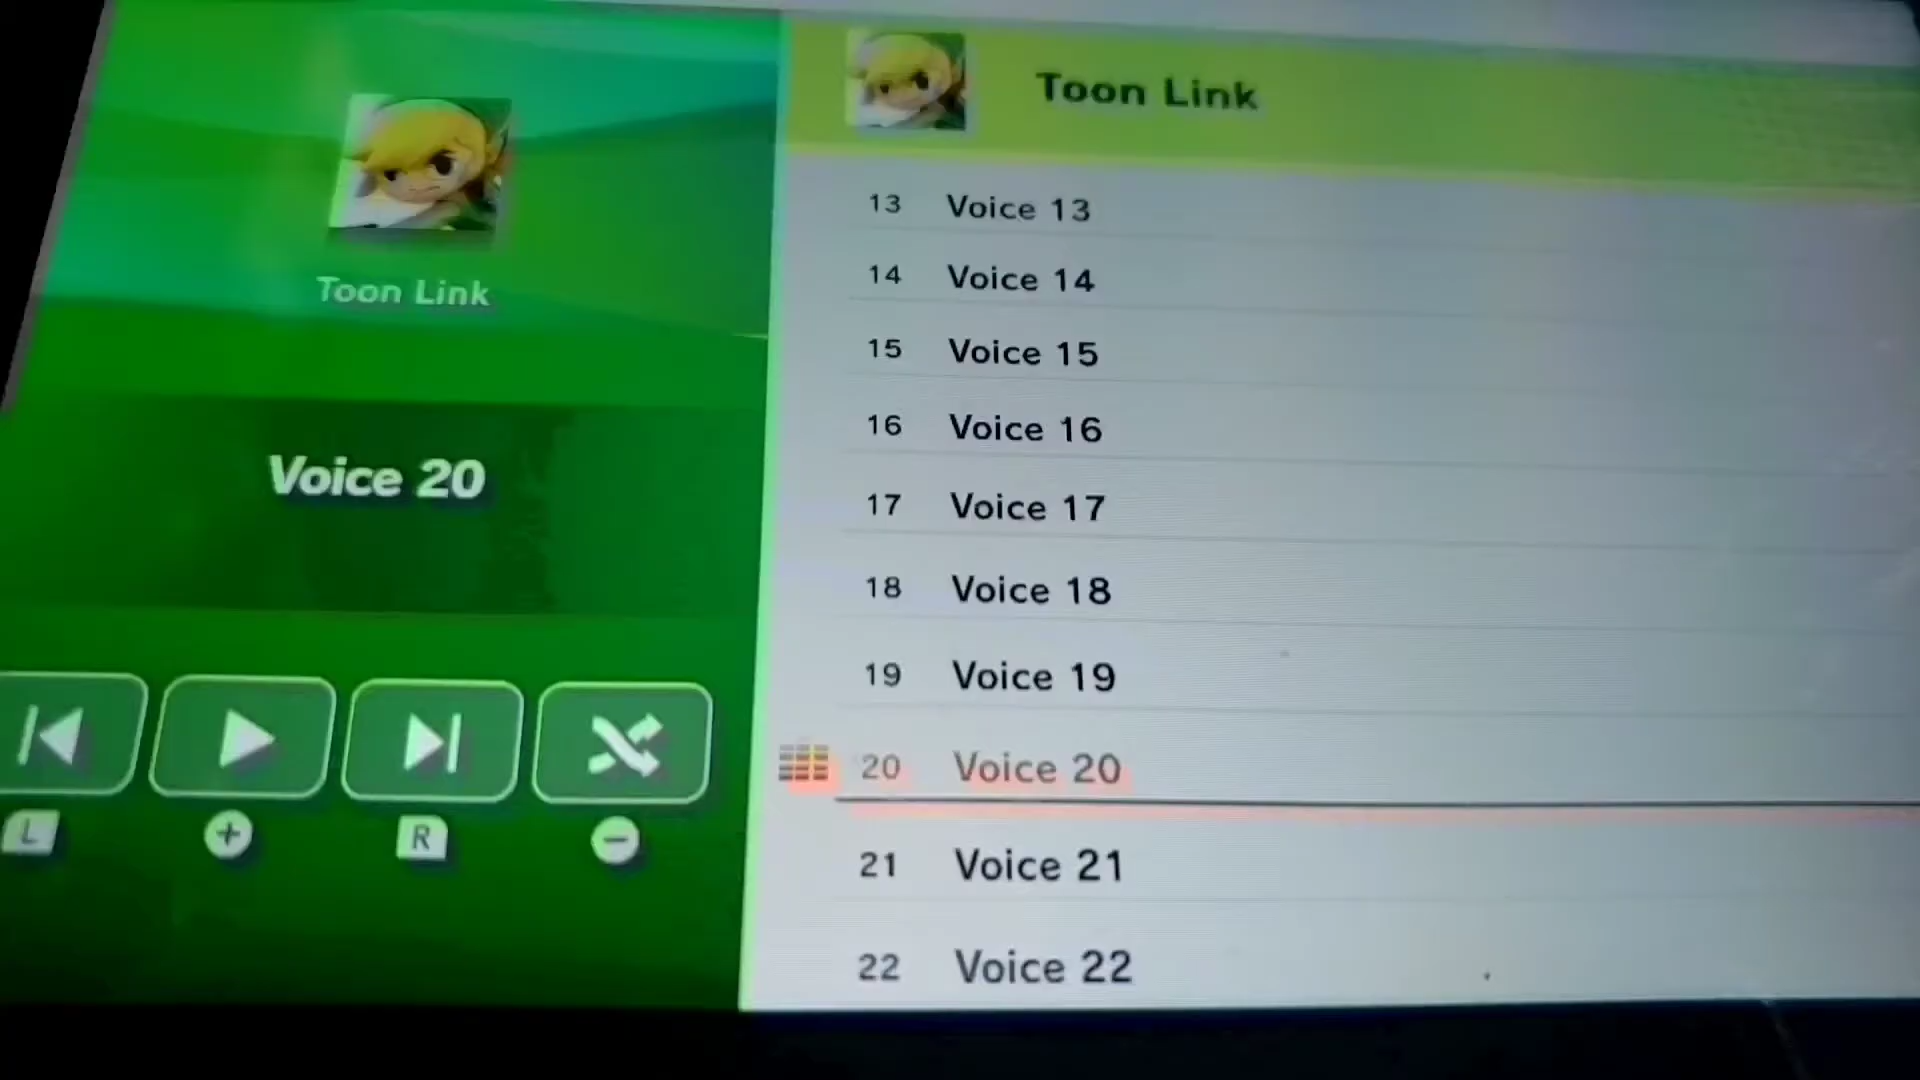 Toon Link
Voice 20
L
R
Toon Link
13 Voice 13
14 Voice 14
15 Voice 15
16 Voice 16
17 Voice 17
18 Voice 18
19 Voice 19
20 Voice 20
21 Voice 21
22 Voice 22